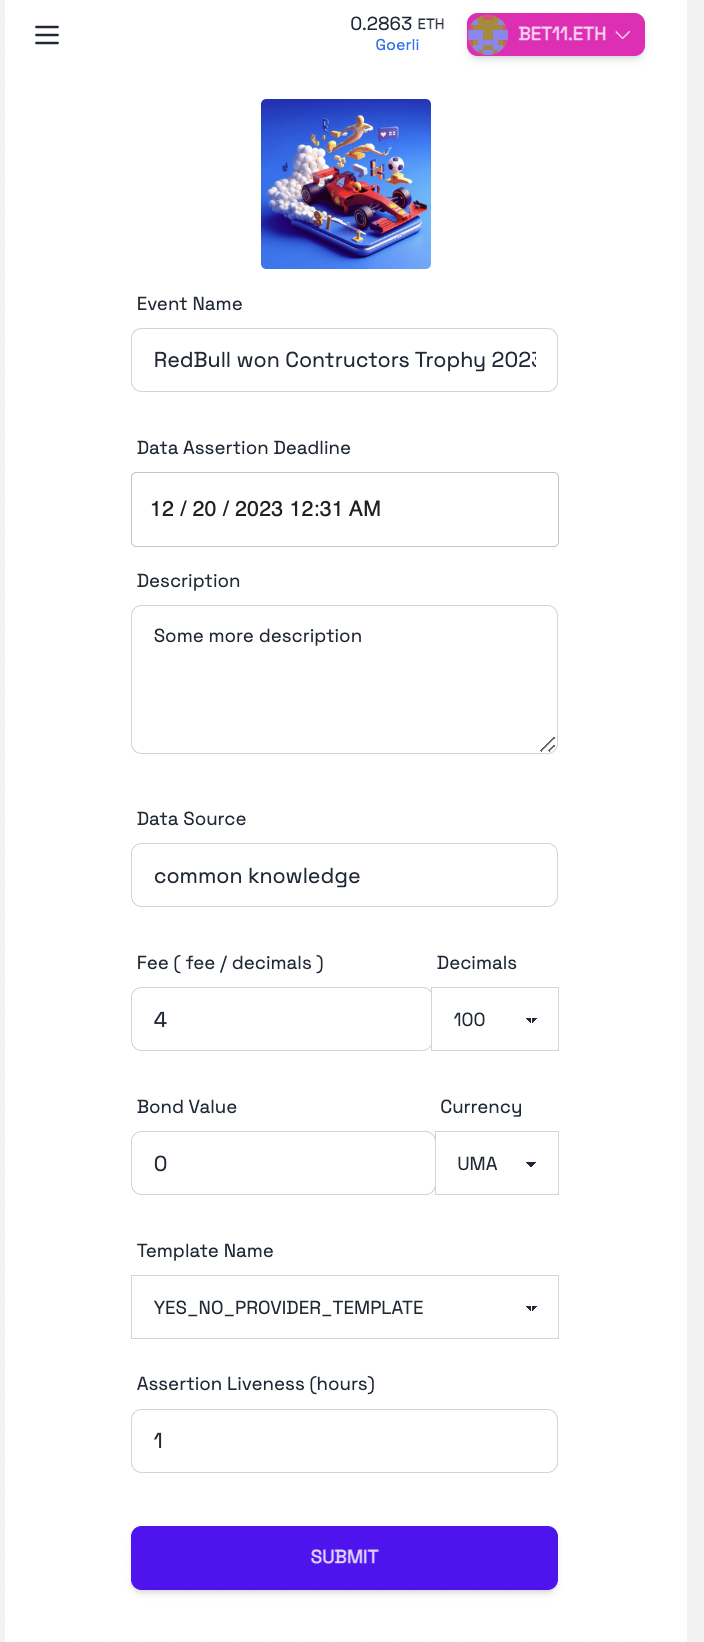 0.2863 ETH
Goerli
BET11.ETH
Event Name
RedBull won Contructors Trophy 2023
Data Assertion Deadline
12 / 20 / 2023 12:31 AM
Description
Some more description
Data Source
common knowledge
Fee ( fee / decimals )
Decimals
4
100
Bond Value
Currency
0
UMA
Template Name
YES_NO_PROVIDER_TEMPLATE
Assertion Liveness (hours)
1
SUBMIT